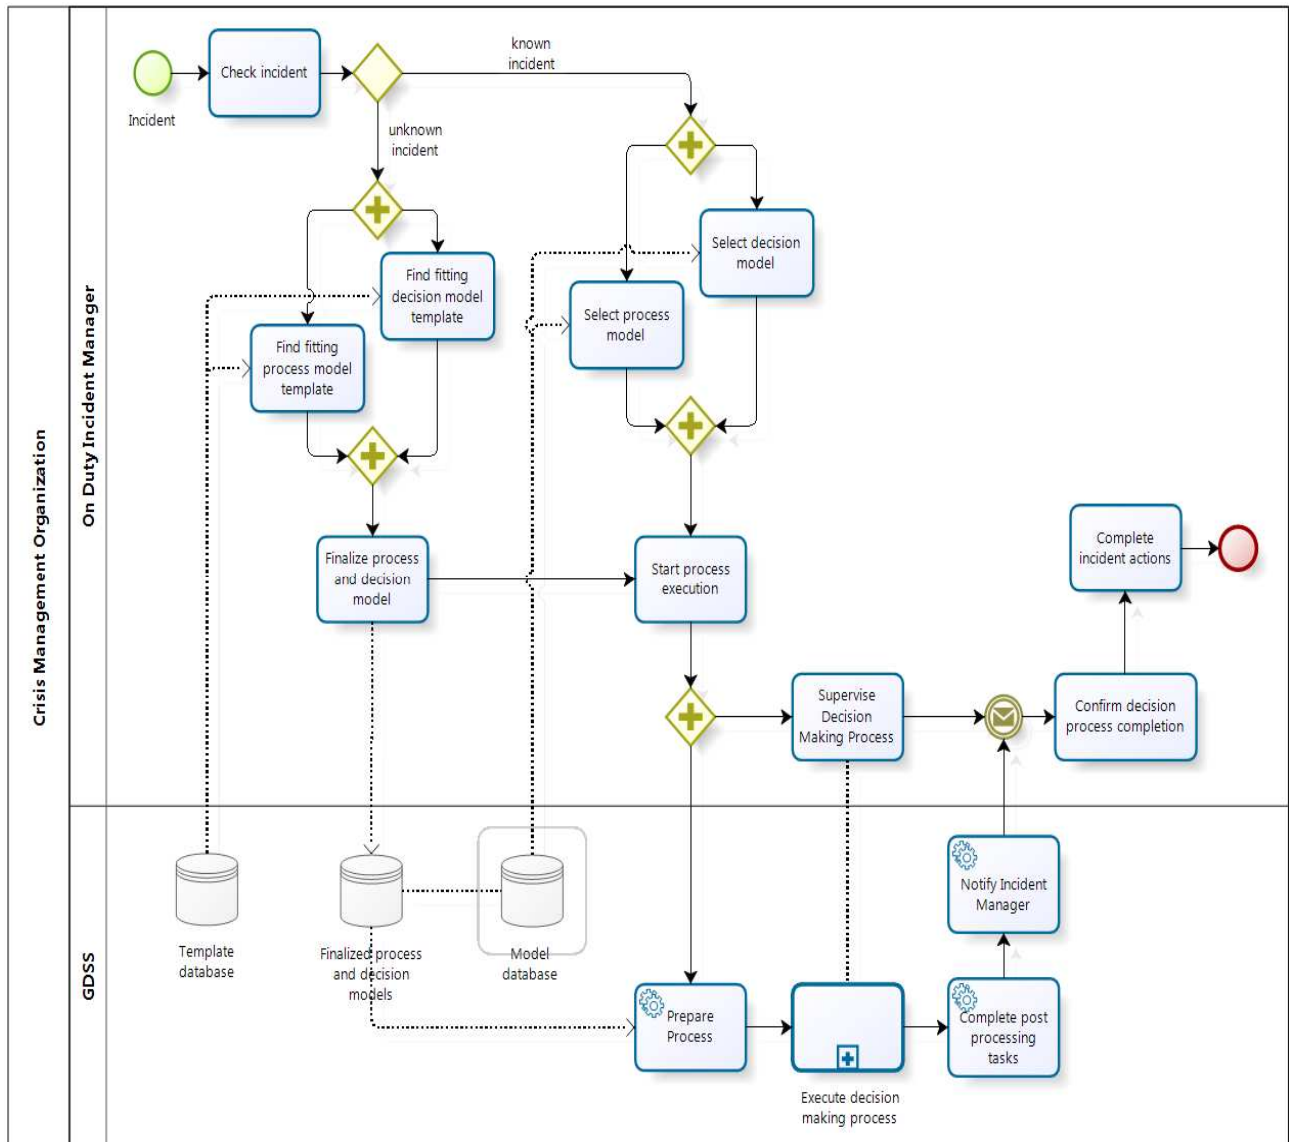 Crisis Management Organization
On Duty Incident Manager
GDSS
Incident
Check incident
known
incident
unknown
incident
Find fitting
decision model
template
Find fitting
process model
template
Select decision
model
Select process
model
Finalize process
and decision
model
Start process
execution
Complete
incident actions
Supervise
Decision
Making Process
Confirm decision
process completion
Template
database
Finalized process
and decision
models
Model
database
Notify Incident
Manager
Prepare
Process
Complete post
processing
tasks
Execute decision
making process